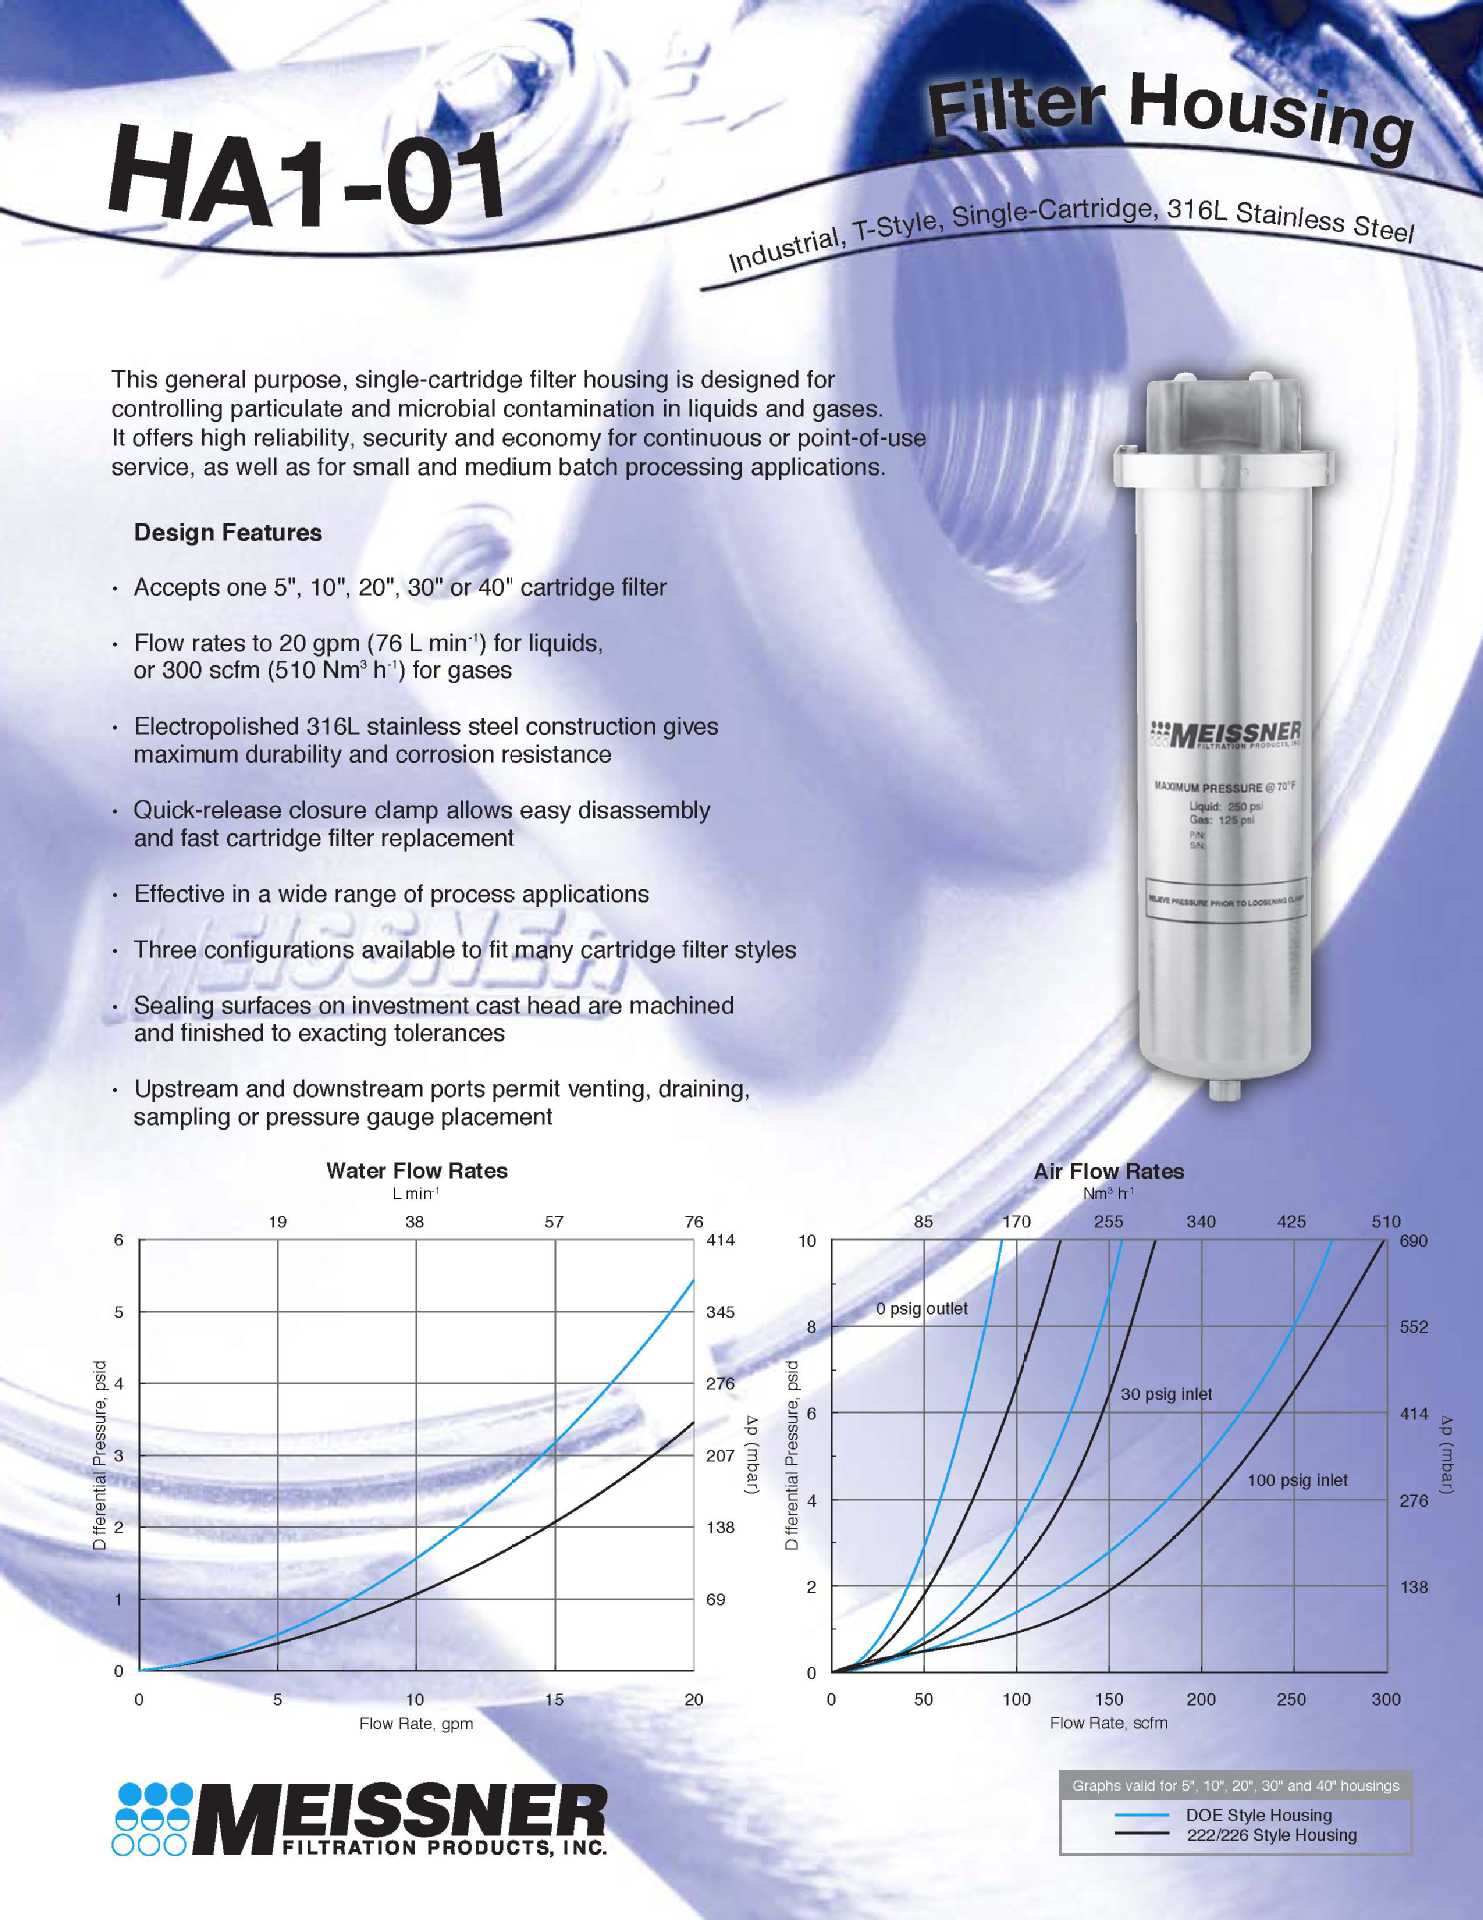 HA1-01
Filter Housing
Industrial, T-Style, Single-Cartridge, 316L Stainless Steel
This general purpose, single-cartridge filter housing is designed for
controlling particulate and microbial contamination in liquids and gases.
It offers high reliability, security and economy for continuous or point-of-use
service, as well as for small and medium batch processing applications.
Design Features
· Accepts one 5", 10", 20", 30" or 40" cartridge filter
· Flow rates to 20 gpm (76 L min⁻¹) for liquids,
or 300 scfm (510 Nm³ h⁻¹) for gases
· Electropolished 316L stainless steel construction gives
maximum durability and corrosion resistance
· Quick-release closure clamp allows easy disassembly
and fast cartridge filter replacement
· Effective in a wide range of process applications
· Three configurations available to fit many cartridge filter styles
· Sealing surfaces on investment cast head are machined
and finished to exacting tolerances
· Upstream and downstream ports permit venting, draining,
sampling or pressure gauge placement
MEISSNER
MEISSNER
FILTRATION PRODUCTS, INC.
MAXIMUM PRESSURE @ 70°F
Liquid: 250 psi
Gas: 125 psi
P/N:
S/N:
RELIEVE PRESSURE PRIOR TO LOOSENING CLAMP
Water Flow Rates
L min⁻¹
19 38 57 76
6 414
5 345
4 276
3 207
2 138
1 69
0
Differential Pressure, psid
Δp (mbar)
0 5 10 15 20
Flow Rate, gpm
Air Flow Rates
Nm³ h⁻¹
85 170 255 340 425 510
10 690
0 psig outlet
8 552
30 psig inlet
6 414
100 psig inlet
4 276
2 138
0
Differential Pressure, psid
Δp (mbar)
0 50 100 150 200 250 300
Flow Rate, scfm
MEISSNER
FILTRATION PRODUCTS, INC.
Graphs valid for 5", 10", 20", 30" and 40" housings
DOE Style Housing
222/226 Style Housing